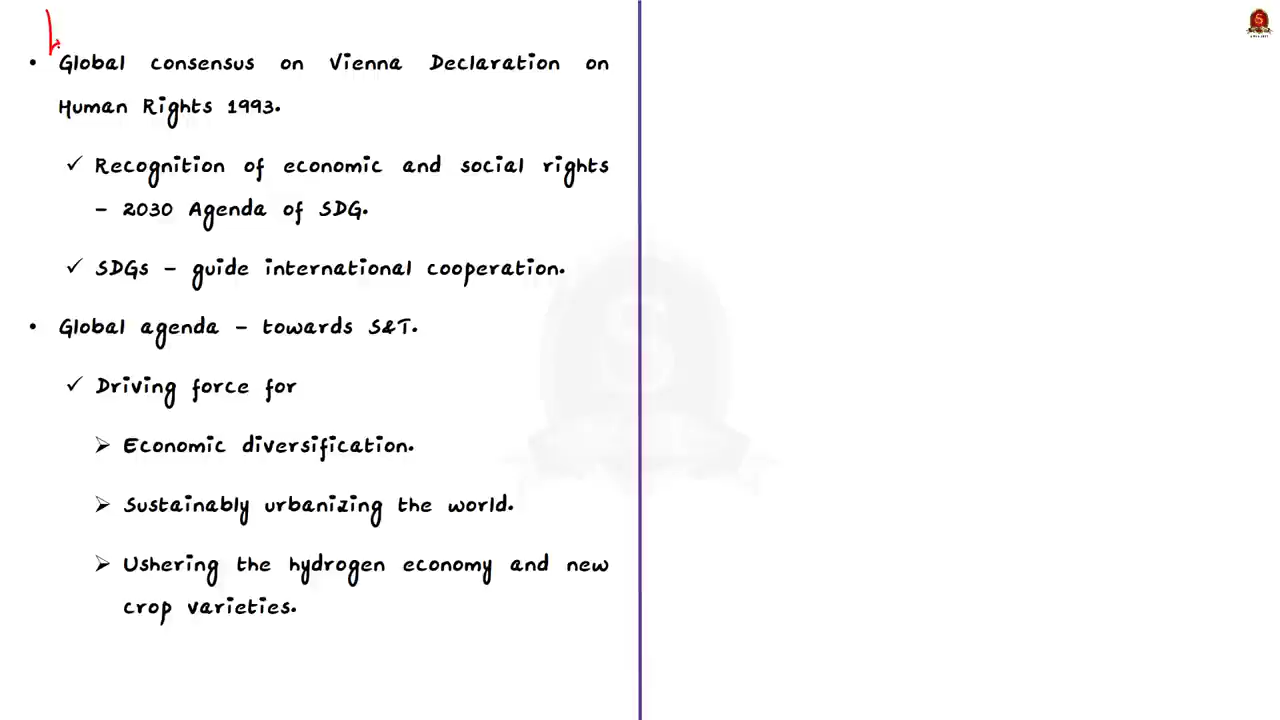 • Global consensus on Vienna Declaration on
Human Rights 1993.
✓ Recognition of economic and social rights
– 2030 Agenda of SDG.
✓ SDGs – guide international cooperation.
• Global agenda – towards S&T.
✓ Driving force for
➢ Economic diversification.
➢ Sustainably urbanizing the world.
➢ Ushering the hydrogen economy and new
crop varieties.